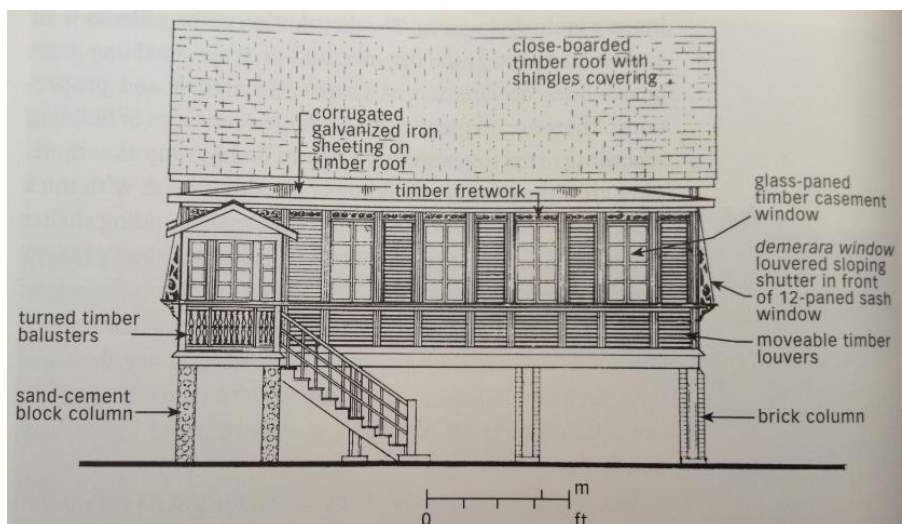 close-boarded
timber roof with
shingles covering
corrugated
galvanized iron
sheeting on
timber roof
timber fretwork
glass-paned
timber casement
window
demerara window
louvered sloping
shutter in front
of 12-paned sash
window
turned timber
balusters
moveable timber
louvers
sand-cement
block column
brick column
m
0
ft